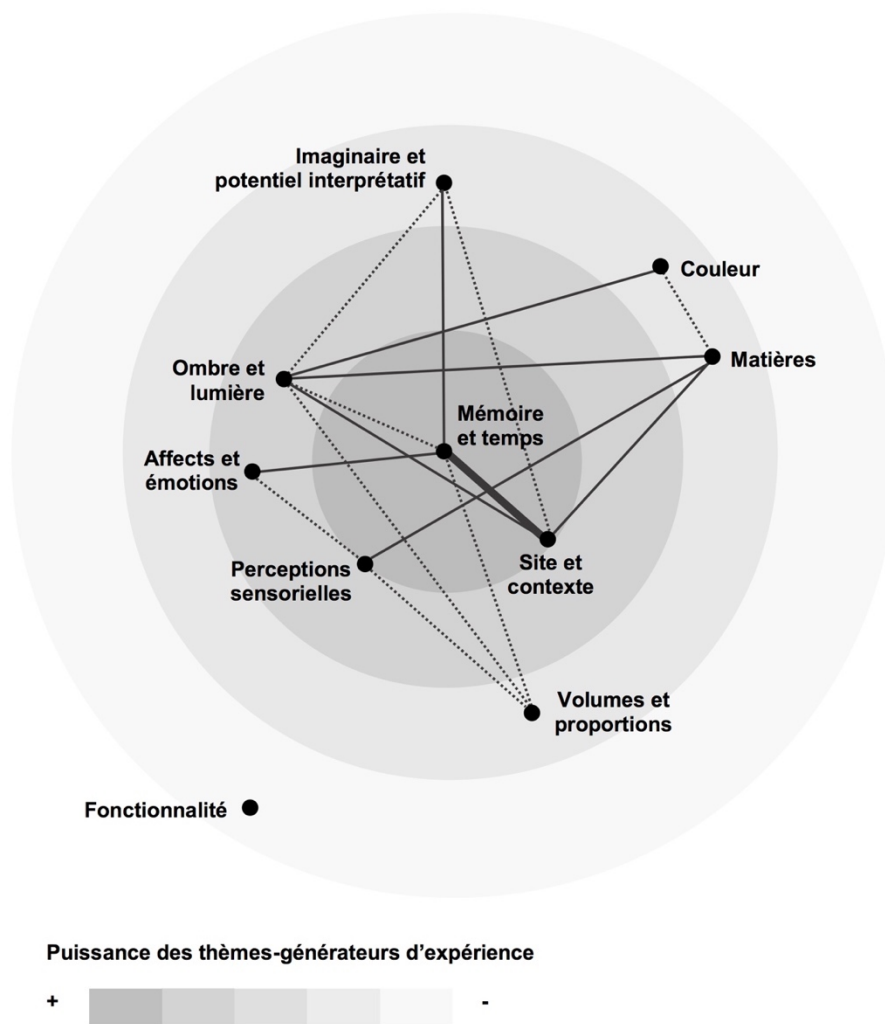 Imaginaire et
potentiel interprétatif
Couleur
Matières
Ombre et
lumière
Mémoire
et temps
Affects et
émotions
Perceptions
sensorielles
Site et
contexte
Volumes et
proportions
Fonctionnalité
Puissance des thèmes-générateurs d'expérience
+ -